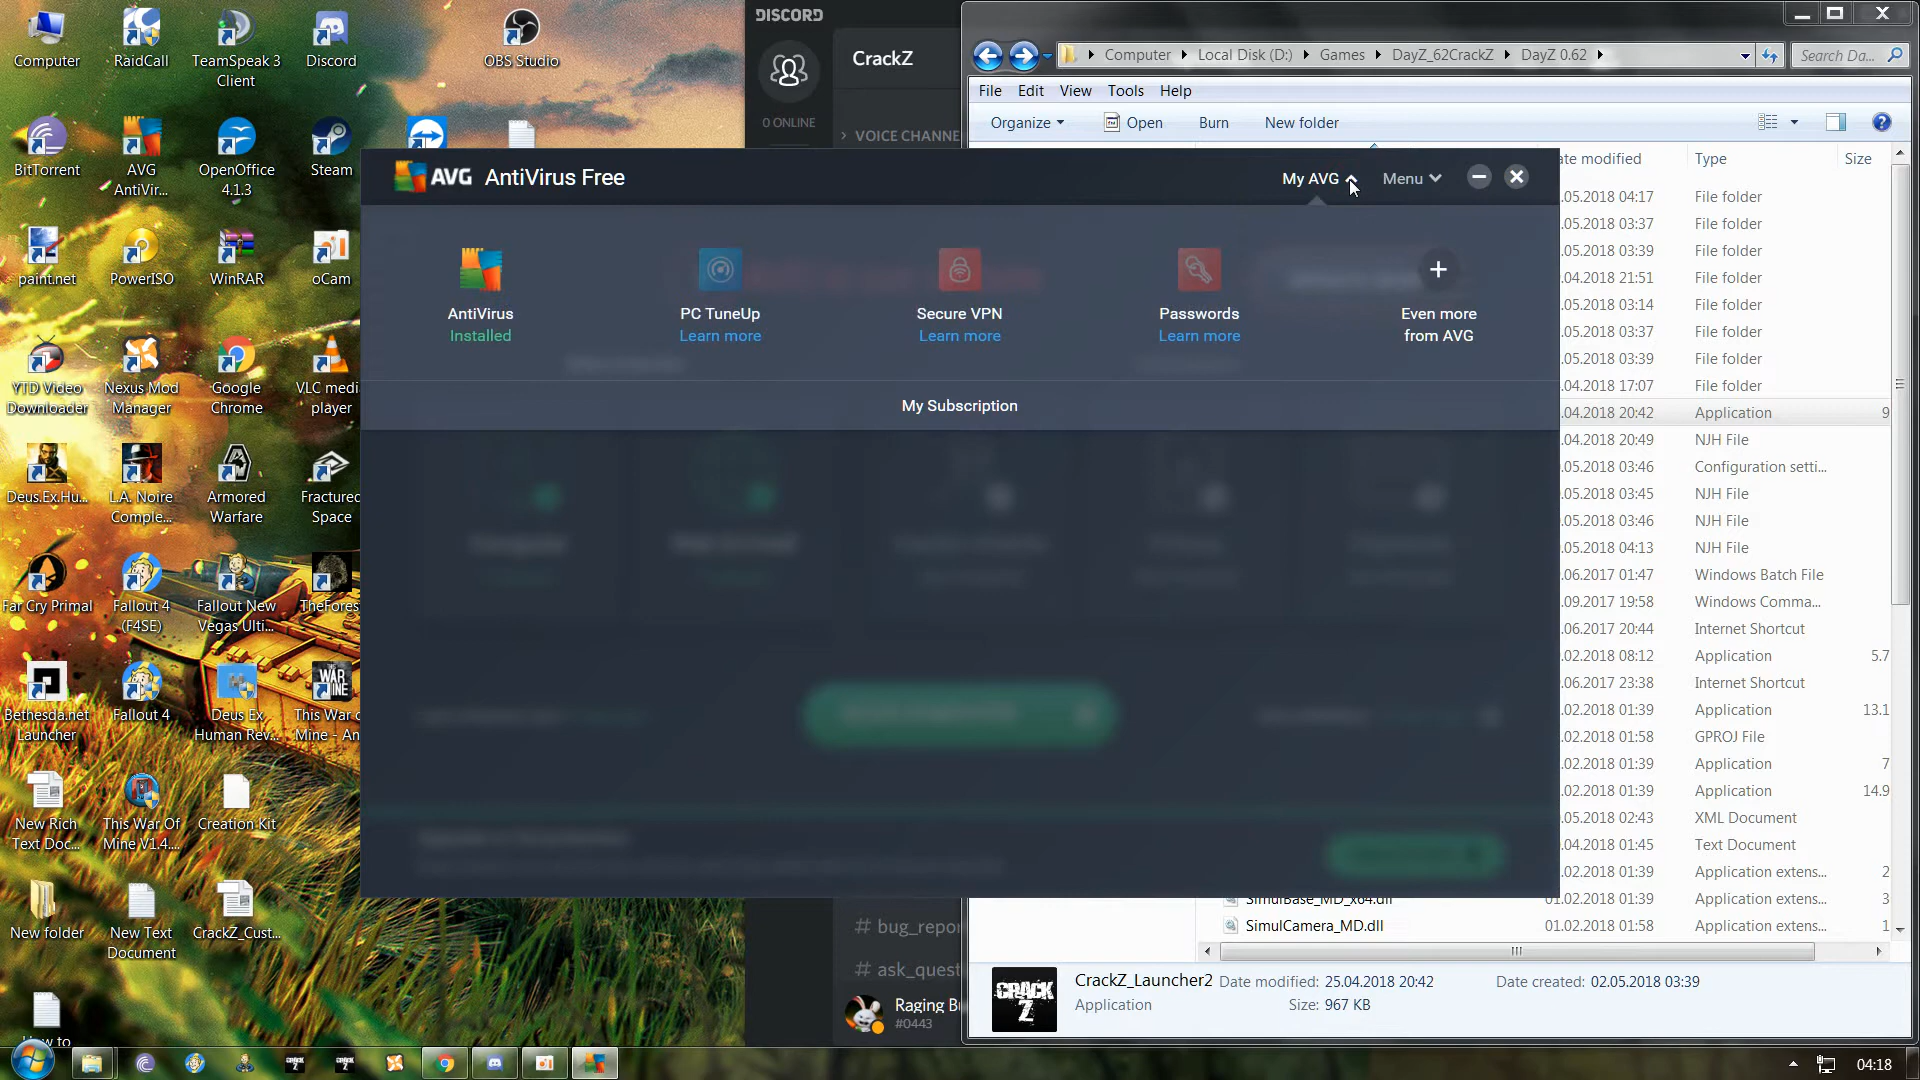 Computer
RaidCall
TeamSpeak 3
Client
Discord
OBS Studio
BitTorrent
AVG
AntiVir...
OpenOffice
4.1.3
Steam
paint.net
PowerISO
WinRAR
oCam
YTD Video
Downloader
Nexus Mod
Manager
Google
Chrome
VLC medi
player
Deus.Ex.Hu...
L.A. Noire
Comple...
Armored
Warfare
Fractured
Space
Far Cry Primal
Fallout 4
(F4SE)
Fallout New
Vegas Ulti...
TheFores
Bethesda.net
Launcher
Fallout 4
Deus Ex
Human Rev...
This War o
Mine - An
New Rich
Text Doc...
This War Of
Mine V1.4....
Creation Kit
New folder
New Text
Document
CrackZ_Cust...
DISCORD
CrackZ
0 ONLINE
VOICE CHANNE
# bug_repor
# ask_quest
Raging B
#0443
Computer
Local Disk (D:)
Games
DayZ_62CrackZ
DayZ 0.62
Search Da...
File Edit View Tools Help
Organize
Open
Burn
New folder
ate modified Type Size
.05.2018 04:17 File folder
.05.2018 03:37 File folder
.05.2018 03:39 File folder
.04.2018 21:51 File folder
.05.2018 03:14 File folder
.05.2018 03:37 File folder
.05.2018 03:39 File folder
.04.2018 17:07 File folder
.04.2018 20:42 Application 9
.04.2018 20:49 NJH File
.05.2018 03:46 Configuration setti...
.05.2018 03:45 NJH File
.05.2018 03:46 NJH File
.05.2018 04:13 NJH File
.06.2017 01:47 Windows Batch File
.09.2017 19:58 Windows Comma...
.06.2017 20:44 Internet Shortcut
.02.2018 08:12 Application 5.7
.06.2017 23:38 Internet Shortcut
.02.2018 01:39 Application 13.1
.02.2018 01:58 GPROJ File
.02.2018 01:39 Application 7
.02.2018 01:39 Application 14.9
.05.2018 02:43 XML Document
.04.2018 01:45 Text Document
.02.2018 01:39 Application extens... 2
SimulBase_MD_x64.dll 01.02.2018 01:39 Application extens... 3
SimulCamera_MD.dll 01.02.2018 01:58 Application extens... 1
CRACK
Z
CrackZ_Launcher2 Date modified: 25.04.2018 20:42 Date created: 02.05.2018 03:39
Application Size: 967 KB
AVG AntiVirus Free
My AVG
Menu
AntiVirus
Installed
PC TuneUp
Learn more
Secure VPN
Learn more
Passwords
Learn more
Even more
from AVG
My Subscription
04:18